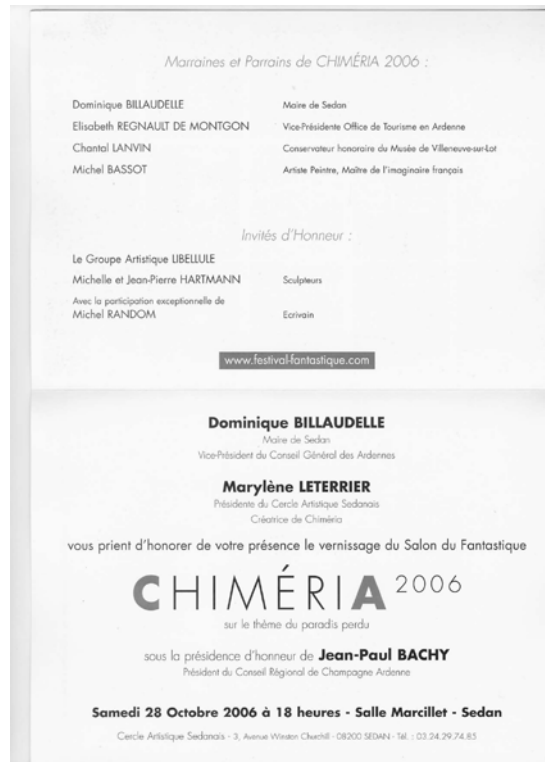 Marraines et Parrains de CHIMÉRIA 2006 :
Dominique BILLAUDELLE Maire de Sedan
Elisabeth REGNAULT DE MONTGON Vice-Présidente Office de Tourisme en Ardenne
Chantal LANVIN Conservateur honoraire du Musée de Villeneuve-sur-Lot
Michel BASSOT Artiste Peintre, Maître de l'imaginaire français
Invités d'Honneur :
Le Groupe Artistique LIBELLULE
Michelle et Jean-Pierre HARTMANN Sculpteurs
Avec la participation exceptionnelle de
Michel RANDOM Ecrivain
www.festival-fantastique.com
Dominique BILLAUDELLE
Maire de Sedan
Vice-Président du Conseil Général des Ardennes
Marylène LETERRIER
Présidente du Cercle Artistique Sedanais
Créatrice de Chiméria
vous prient d'honorer de votre présence le vernissage du Salon du Fantastique
CHIMÉRIA 2006
sur le thème du paradis perdu
sous la présidence d'honneur de Jean-Paul BACHY
Président du Conseil Régional de Champagne Ardenne
Samedi 28 Octobre 2006 à 18 heures - Salle Marcillet - Sedan
Cercle Artistique Sedanais - 3, Avenue Winston Churchill - 08200 SEDAN - Tél. : 03.24.29.74.85